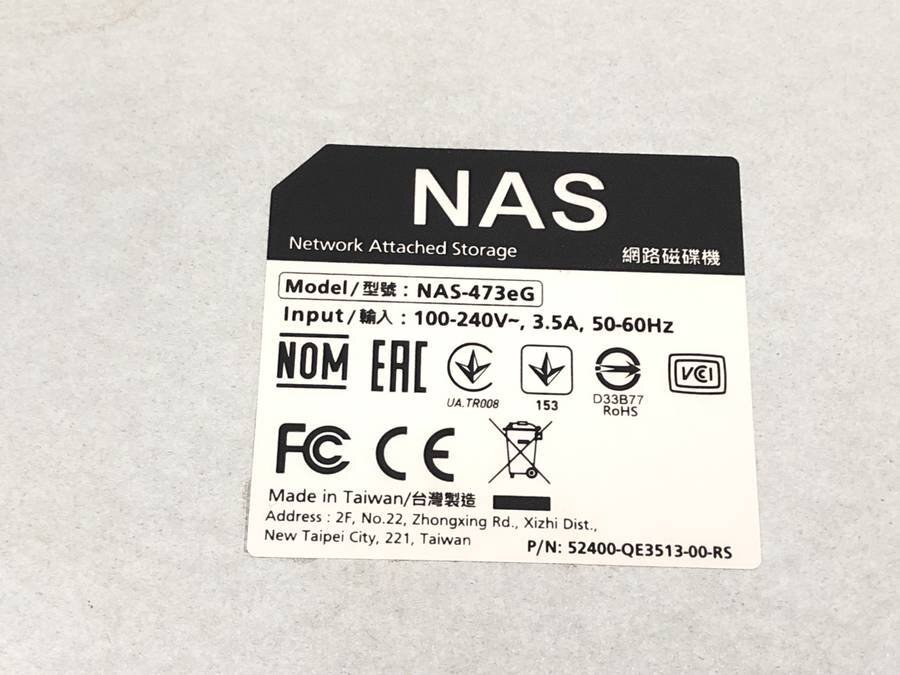 NAS
Network Attached Storage 網路磁碟機
Model/型號：NAS-473eG
Input/輸入：100-240V~, 3.5A, 50-60Hz
NOM EAC UA.TR008 153 D33B77 VCCI
RoHS
FC CE
Made in Taiwan/台灣製造
Address : 2F, No.22, Zhongxing Rd., Xizhi Dist.,
New Taipei City, 221, Taiwan P/N: 52400-QE3513-00-RS